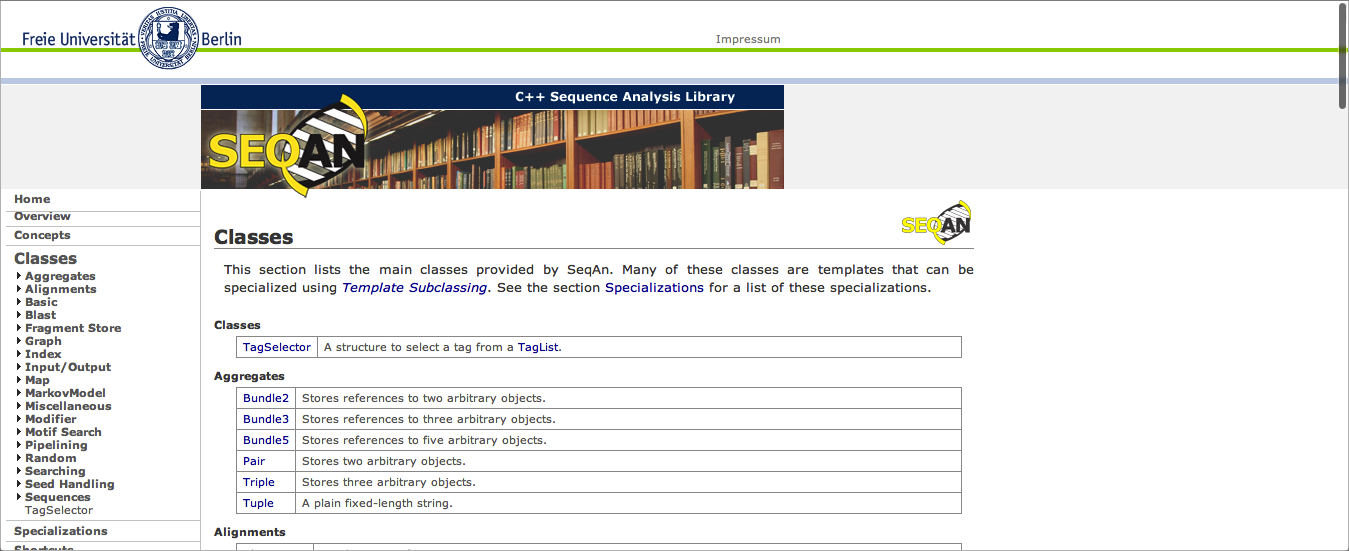 Freie Universität Berlin
Impressum
C++ Sequence Analysis Library
SEQAN
Home
Overview
Concepts
Classes
Aggregates
Alignments
Basic
Blast
Fragment Store
Graph
Index
Input/Output
Map
MarkovModel
Miscellaneous
Modifier
Motif Search
Pipelining
Random
Searching
Seed Handling
Sequences
TagSelector
Specializations
Shortcuts
SEQAN
Classes
This section lists the main classes provided by SeqAn. Many of these classes are templates that can be
specialized using Template Subclassing. See the section Specializations for a list of these specializations.
Classes
TagSelector A structure to select a tag from a TagList.
Aggregates
Bundle2 Stores references to two arbitrary objects.
Bundle3 Stores references to three arbitrary objects.
Bundle5 Stores references to five arbitrary objects.
Pair Stores two arbitrary objects.
Triple Stores three arbitrary objects.
Tuple A plain fixed-length string.
Alignments